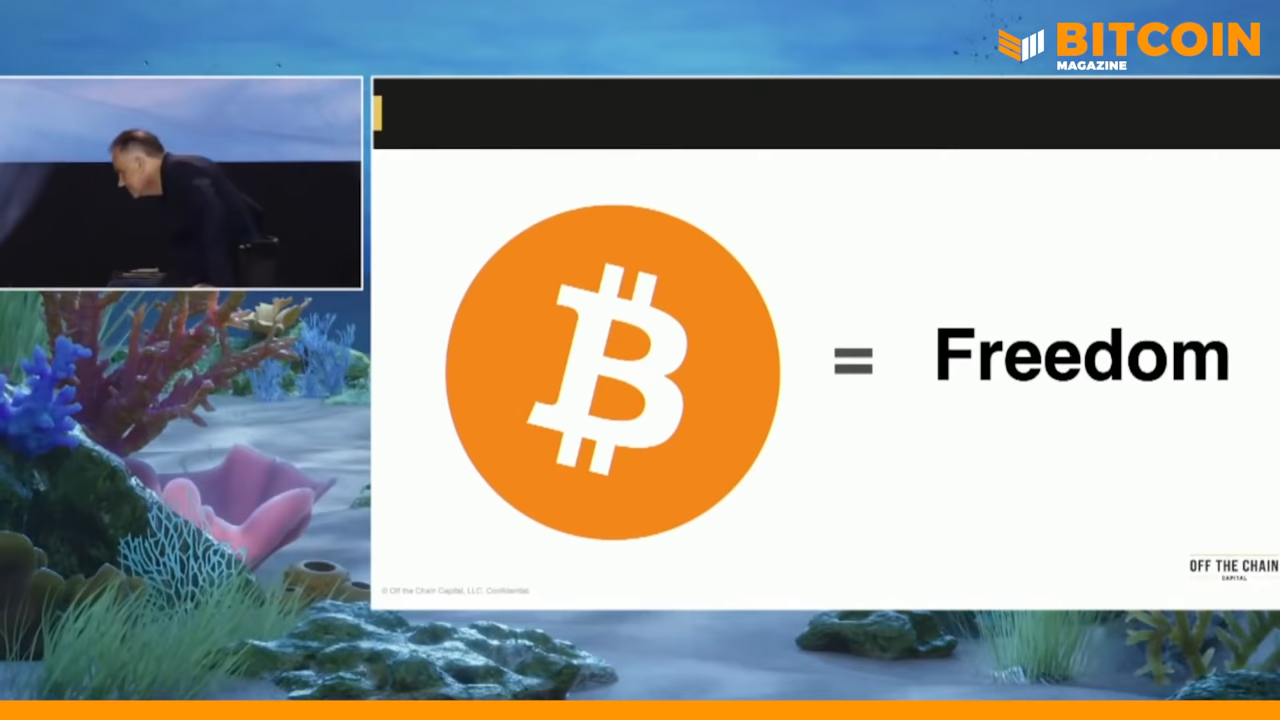 BITCOIN
MAGAZINE
= Freedom
OFF THE CHAIN
CAPITAL
© Off the Chain Capital, LLC. Confidential.